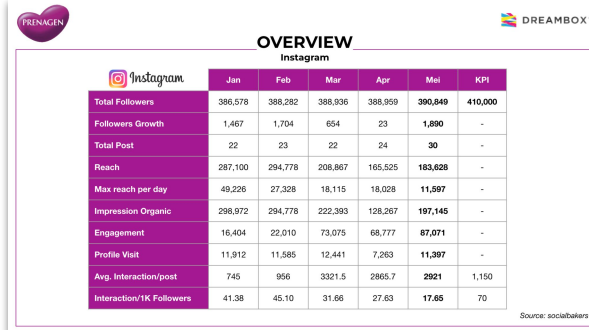 PRENAGEN
DREAMBOX
OVERVIEW
Instagram
Instagram Jan Feb Mar Apr Mei KPI
Total Followers 386,578 388,282 388,936 388,959 390,849 410,000
Followers Growth 1,467 1,704 654 23 1,890 -
Total Post 22 23 22 24 30 -
Reach 287,100 294,778 208,867 165,525 183,628 -
Max reach per day 49,226 27,328 18,115 18,028 11,597 -
Impression Organic 298,972 294,778 222,393 128,267 197,145 -
Engagement 16,404 22,010 73,075 68,777 87,071 -
Profile Visit 11,912 11,585 12,441 7,263 11,397 -
Avg. Interaction/post 745 956 3321.5 2865.7 2921 1,150
Interaction/1K Followers 41.38 45.10 31.66 27.63 17.65 70
Source: socialbakers